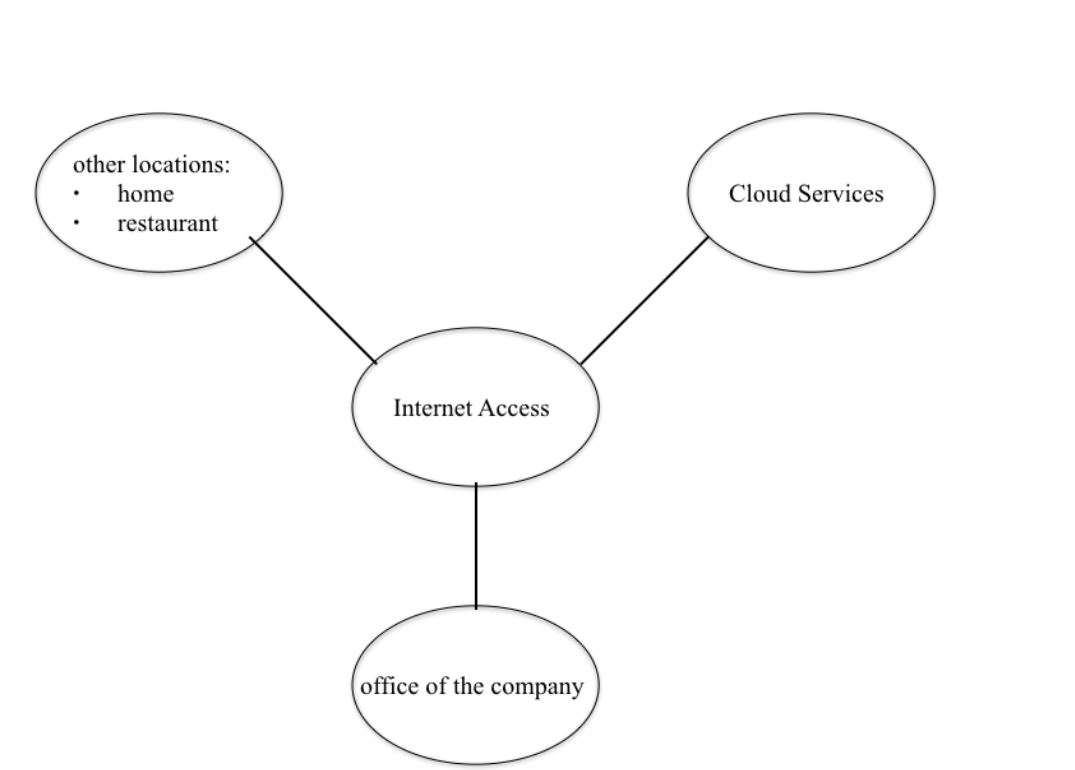 other locations:
• home
• restaurant
Cloud Services
Internet Access
office of the company